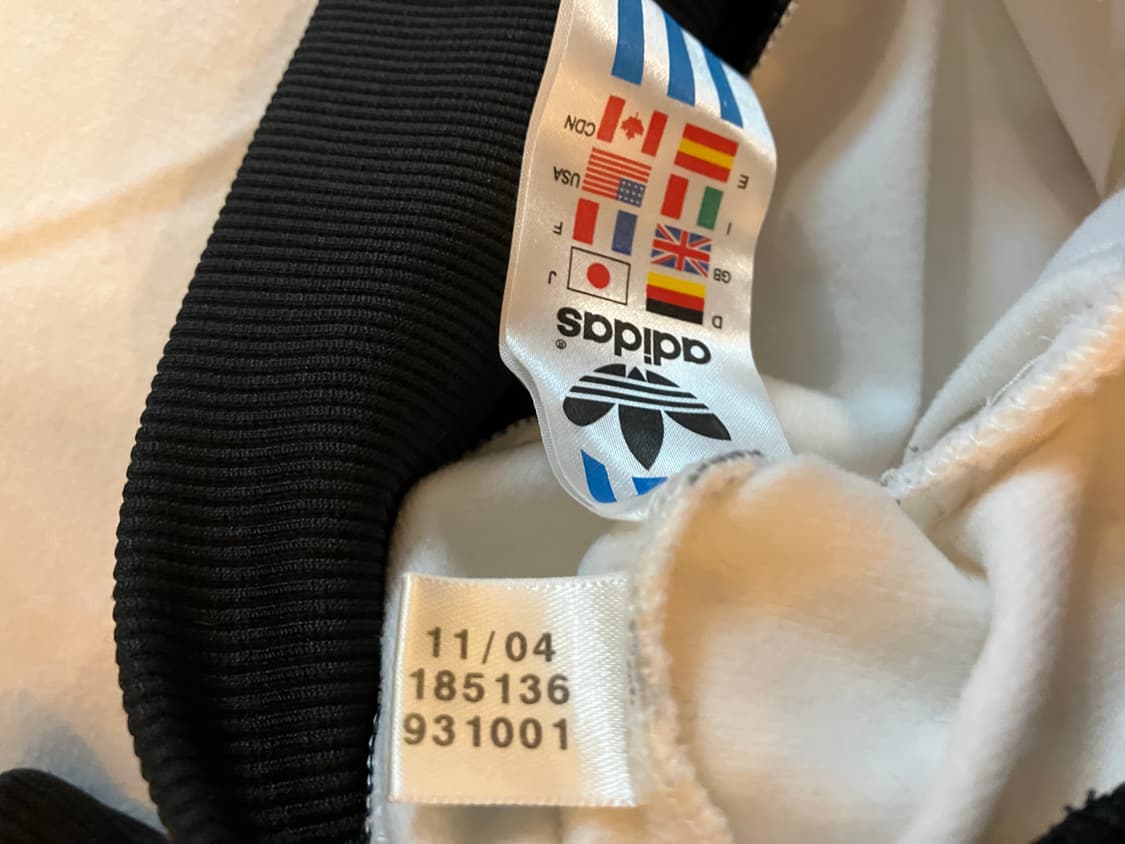 adidas®
D
J
GB
F
I
USA
E
CDN
11/04
185136
931001